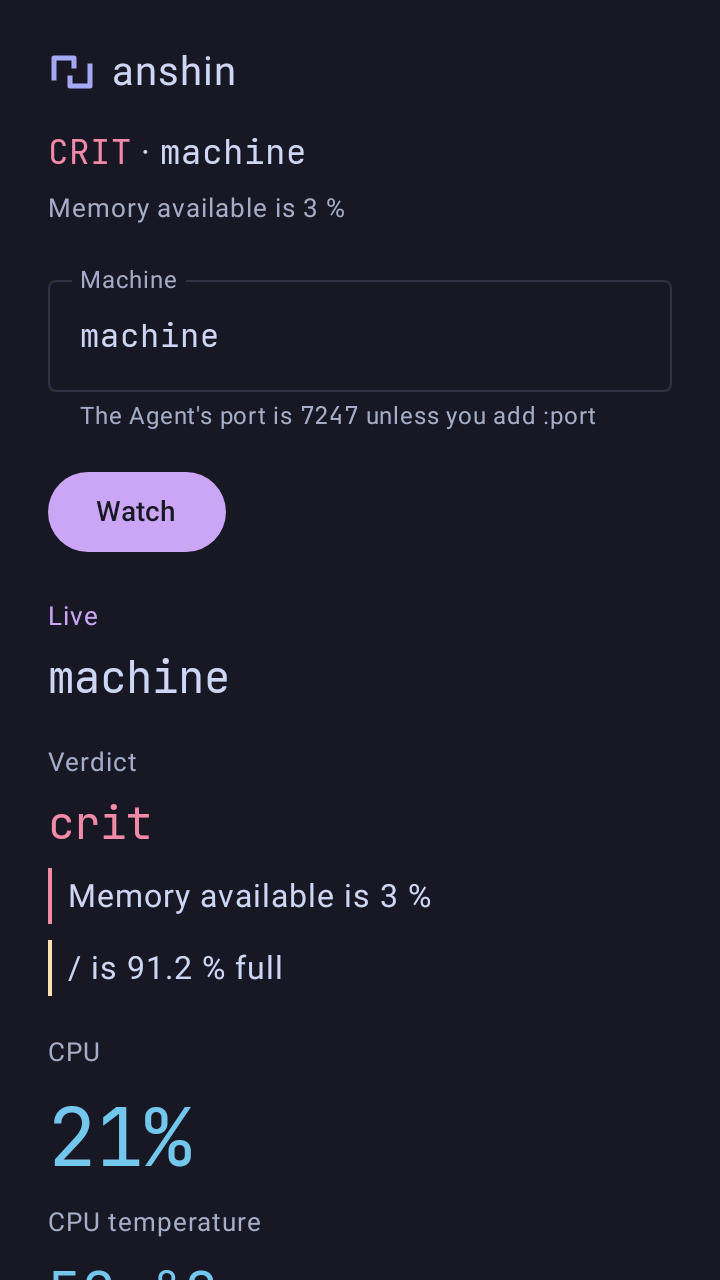 anshin
CRIT · machine
Memory available is 3 %
Machine
machine
The Agent's port is 7247 unless you add :port
Watch
Live
machine
Verdict
crit
Memory available is 3 %
/ is 91.2 % full
CPU
21%
CPU temperature